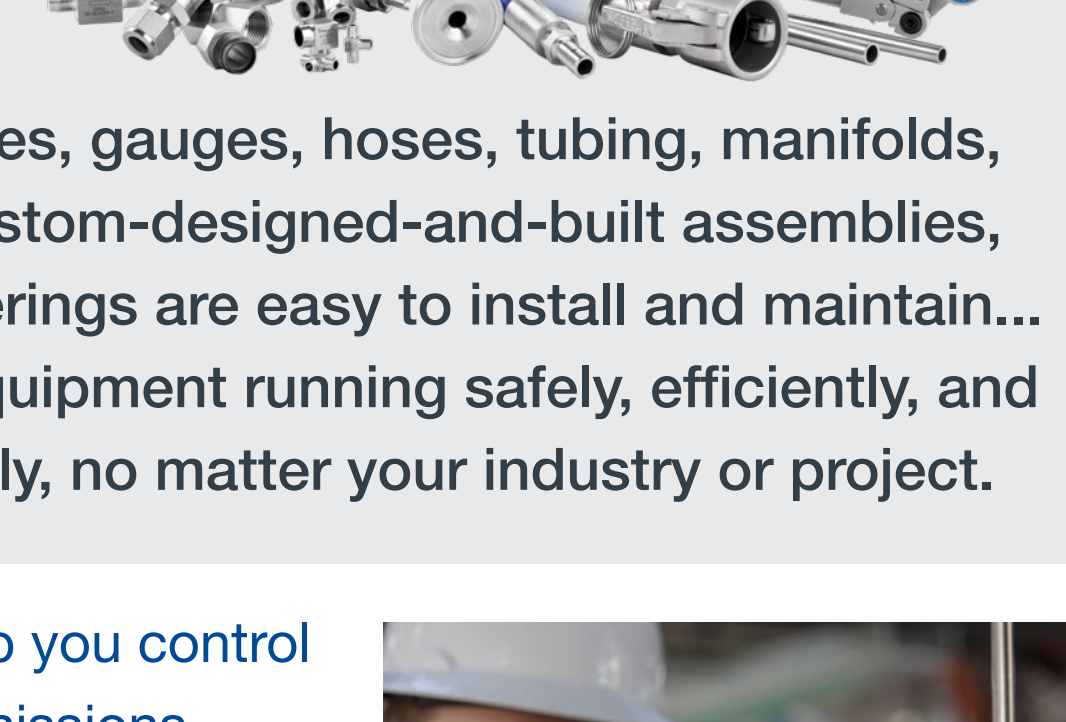 es, gauges, hoses, tubing, manifolds,
stom-designed-and-built assemblies,
erings are easy to install and maintain...
quipment running safely, efficiently, and
ly, no matter your industry or project.
you control